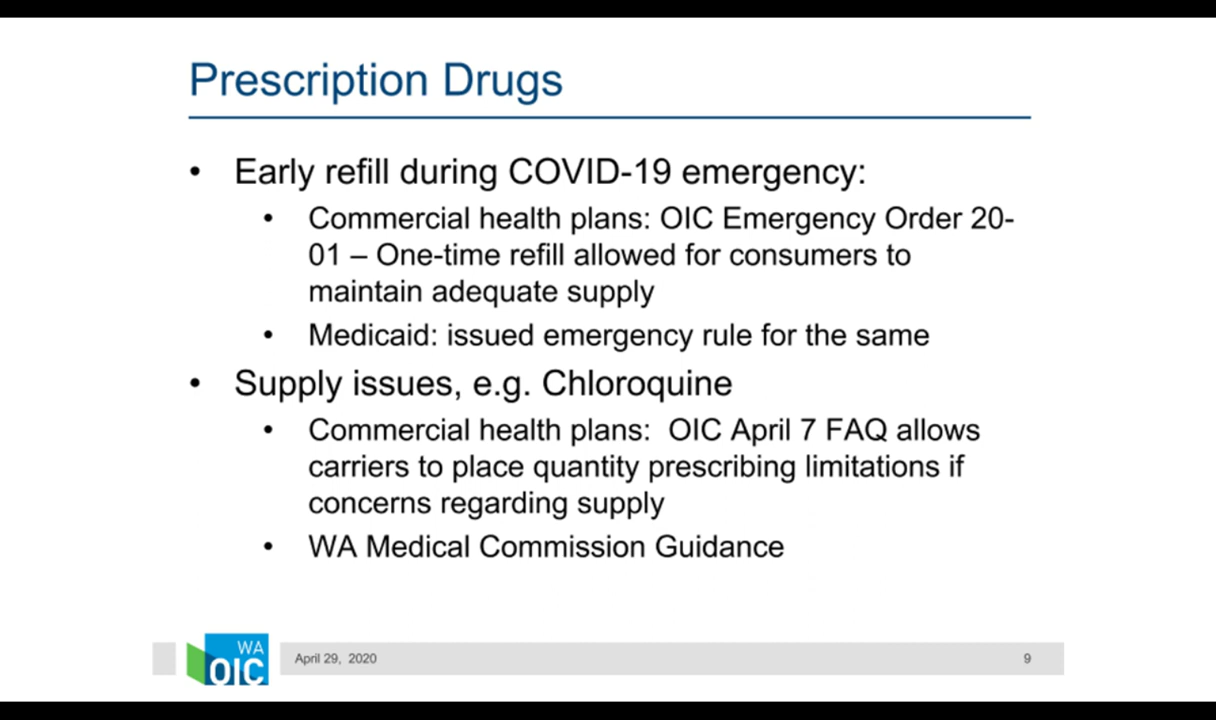 Prescription Drugs
• Early refill during COVID-19 emergency:
• Commercial health plans: OIC Emergency Order 20-
01 – One-time refill allowed for consumers to
maintain adequate supply
• Medicaid: issued emergency rule for the same
• Supply issues, e.g. Chloroquine
• Commercial health plans:  OIC April 7 FAQ allows
carriers to place quantity prescribing limitations if
concerns regarding supply
• WA Medical Commission Guidance
WA
OIC
April 29, 2020
9